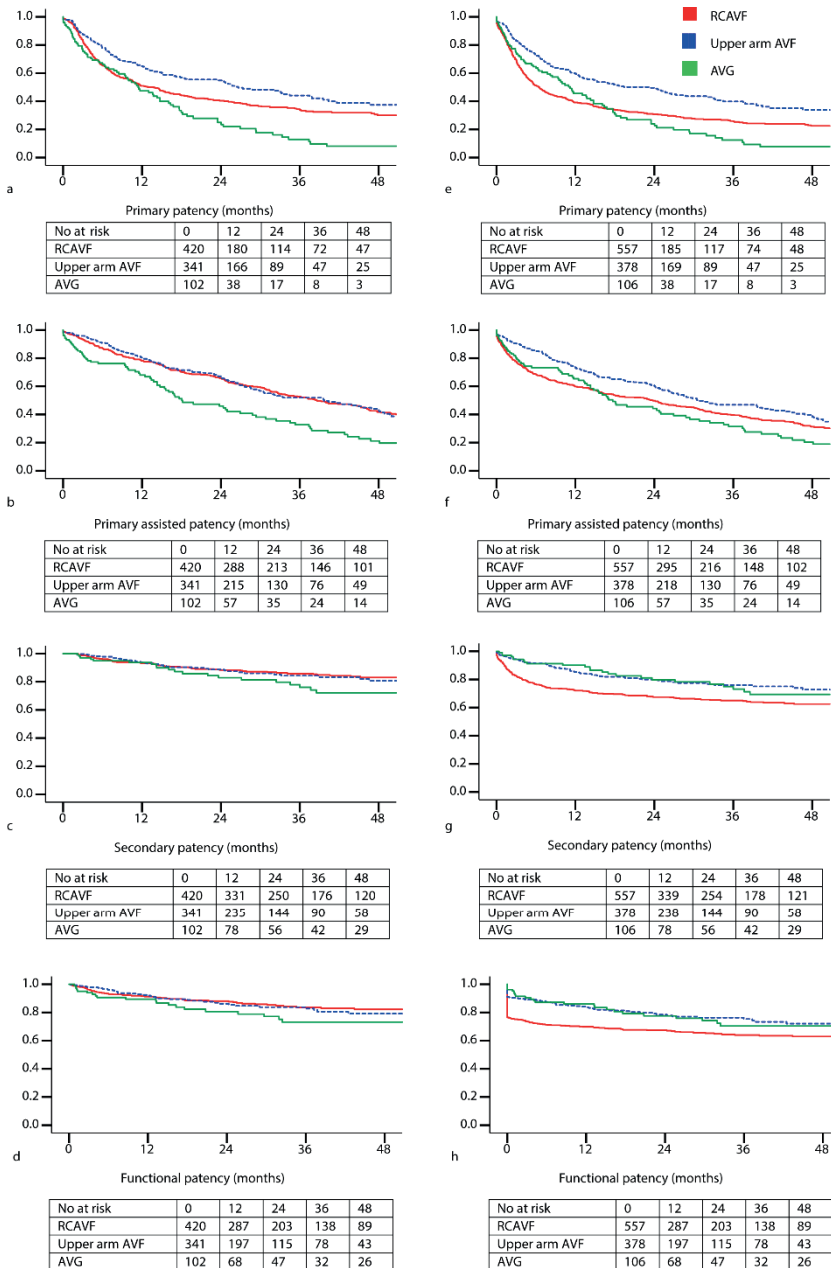 1.0
0.8
0.6
0.4
0.2
0.0
0 12 24 36 48
a
Primary patency (months)
No at risk 0 12 24 36 48
RCAVF 420 180 114 72 47
Upper arm AVF 341 166 89 47 25
AVG 102 38 17 8 3
1.0
0.8
0.6
0.4
0.2
0.0
0 12 24 36 48
e
RCAVF
Upper arm AVF
AVG
Primary patency (months)
No at risk 0 12 24 36 48
RCAVF 557 185 117 74 48
Upper arm AVF 378 169 89 47 25
AVG 106 38 17 8 3
1.0
0.8
0.6
0.4
0.2
0.0
0 12 24 36 48
b
Primary assisted patency (months)
No at risk 0 12 24 36 48
RCAVF 420 288 213 146 101
Upper arm AVF 341 215 130 76 49
AVG 102 57 35 24 14
1.0
0.8
0.6
0.4
0.2
0.0
0 12 24 36 48
f
Primary assisted patency (months)
No at risk 0 12 24 36 48
RCAVF 557 295 216 148 102
Upper arm AVF 378 218 130 76 49
AVG 106 57 35 24 14
1.0
0.8
0.6
0.4
0.2
0.0
0 12 24 36 48
c
Secondary patency (months)
No at risk 0 12 24 36 48
RCAVF 420 331 250 176 120
Upper arm AVF 341 235 144 90 58
AVG 102 78 56 42 29
1.0
0.8
0.6
0.4
0.2
0.0
0 12 24 36 48
g
Secondary patency (months)
No at risk 0 12 24 36 48
RCAVF 557 339 254 178 121
Upper arm AVF 378 238 144 90 58
AVG 106 78 56 42 29
1.0
0.8
0.6
0.4
0.2
0.0
0 12 24 36 48
d
Functional patency (months)
No at risk 0 12 24 36 48
RCAVF 420 287 203 138 89
Upper arm AVF 341 197 115 78 43
AVG 102 68 47 32 26
1.0
0.8
0.6
0.4
0.2
0.0
0 12 24 36 48
h
Functional patency (months)
No at risk 0 12 24 36 48
RCAVF 557 287 203 138 89
Upper arm AVF 378 197 115 78 43
AVG 106 68 47 32 26